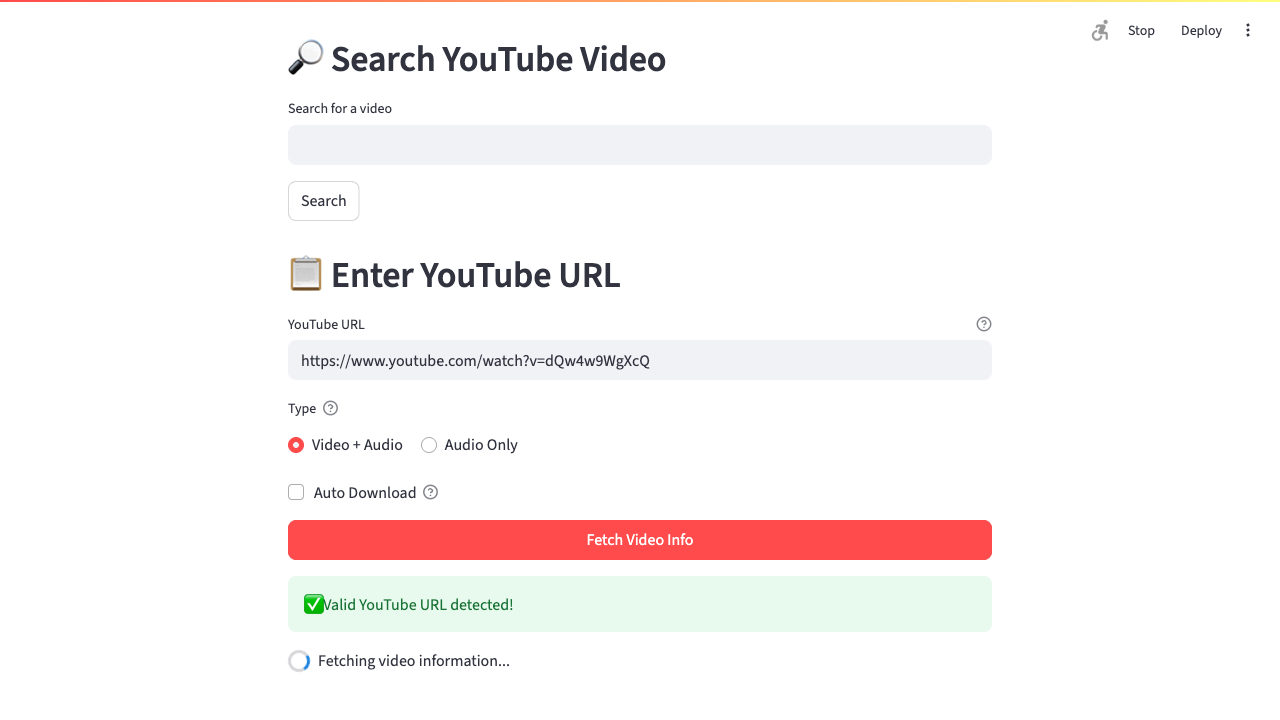 Stop
Deploy
Search YouTube Video
Search for a video
Search
Enter YouTube URL
YouTube URL
https://www.youtube.com/watch?v=dQw4w9WgXcQ
Type
Video + Audio
Audio Only
Auto Download
Fetch Video Info
Valid YouTube URL detected!
Fetching video information...